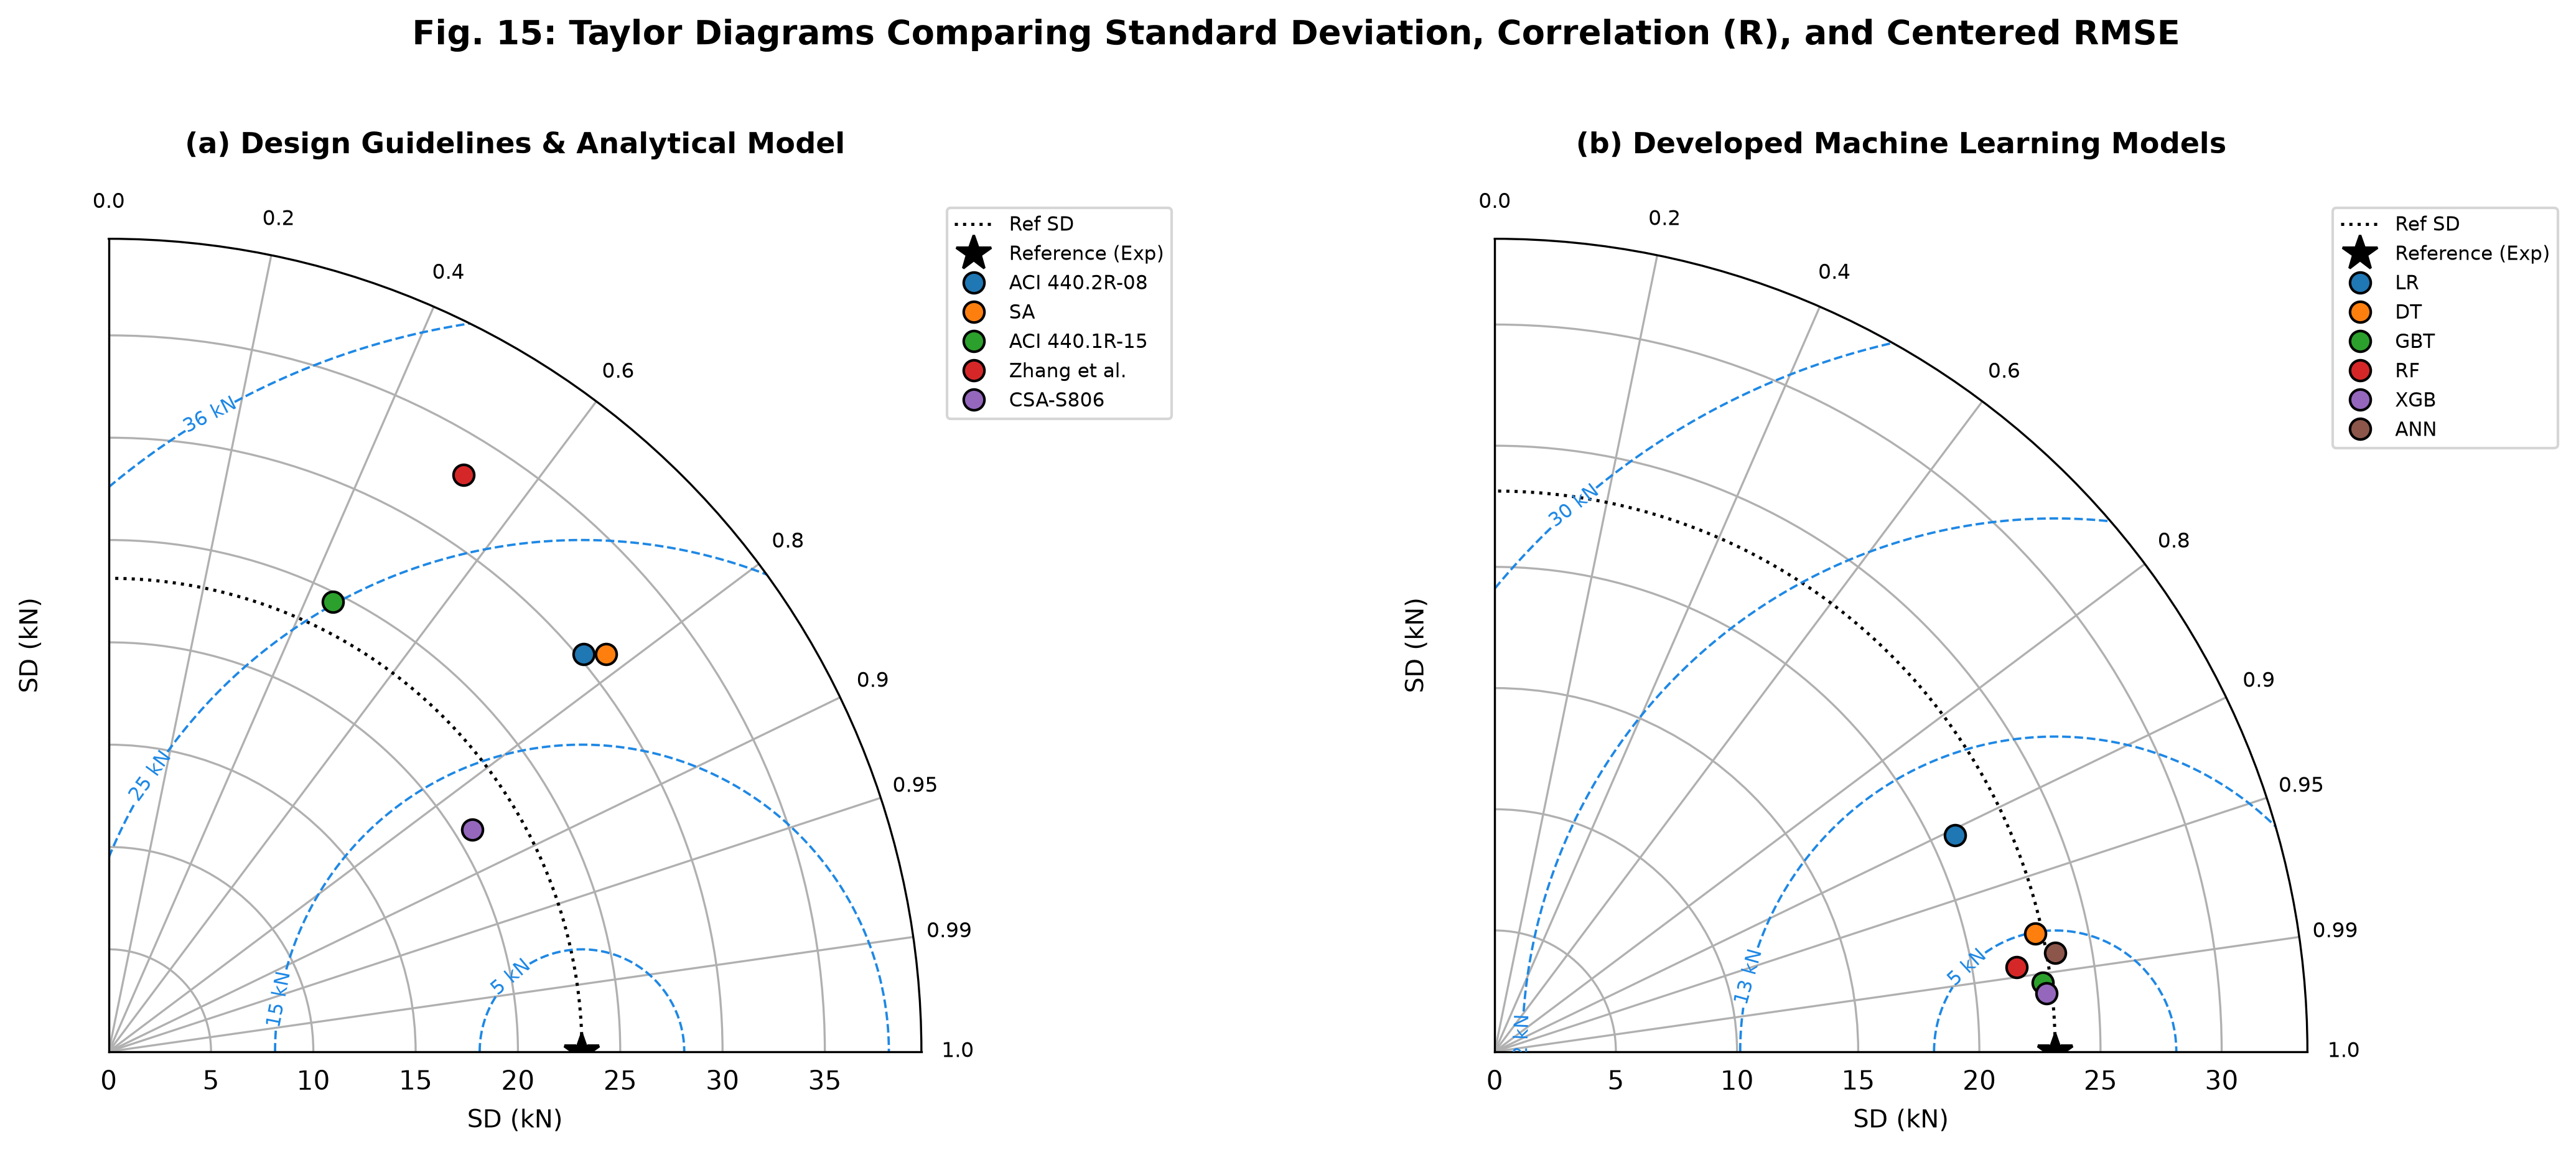 Fig. 15: Taylor Diagrams Comparing Standard Deviation, Correlation (R), and Centered RMSE
(a) Design Guidelines & Analytical Model
0.0
0.2
0.4
0.6
0.8
0.9
0.95
0.99
1.0
36 kN
25 kN
15 kN
5 kN
SD (kN)
0 5 10 15 20 25 30 35
SD (kN)
Ref SD
Reference (Exp)
ACI 440.2R-08
SA
ACI 440.1R-15
Zhang et al.
CSA-S806
(b) Developed Machine Learning Models
0.0
0.2
0.4
0.6
0.8
0.9
0.95
0.99
1.0
30 kN
kN
13 kN
5 kN
SD (kN)
0 5 10 15 20 25 30
SD (kN)
Ref SD
Reference (Exp)
LR
DT
GBT
RF
XGB
ANN